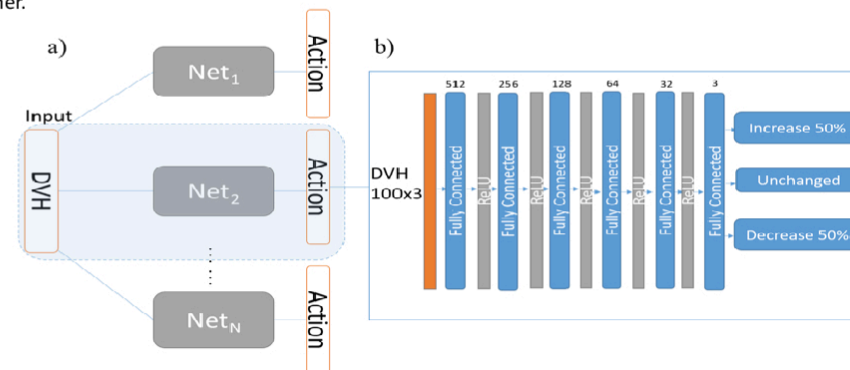 ner.
a)
Input
DVH
Net1
Action
Net2
Action
NetN
Action
b)
DVH
100x3
512
256
128
64
32
3
Fully Connected
ReLU
Fully Connected
ReLU
Fully Connected
ReLU
Fully Connected
ReLU
Fully Connected
ReLU
Fully Connected
Increase 50%
Unchanged
Decrease 50%